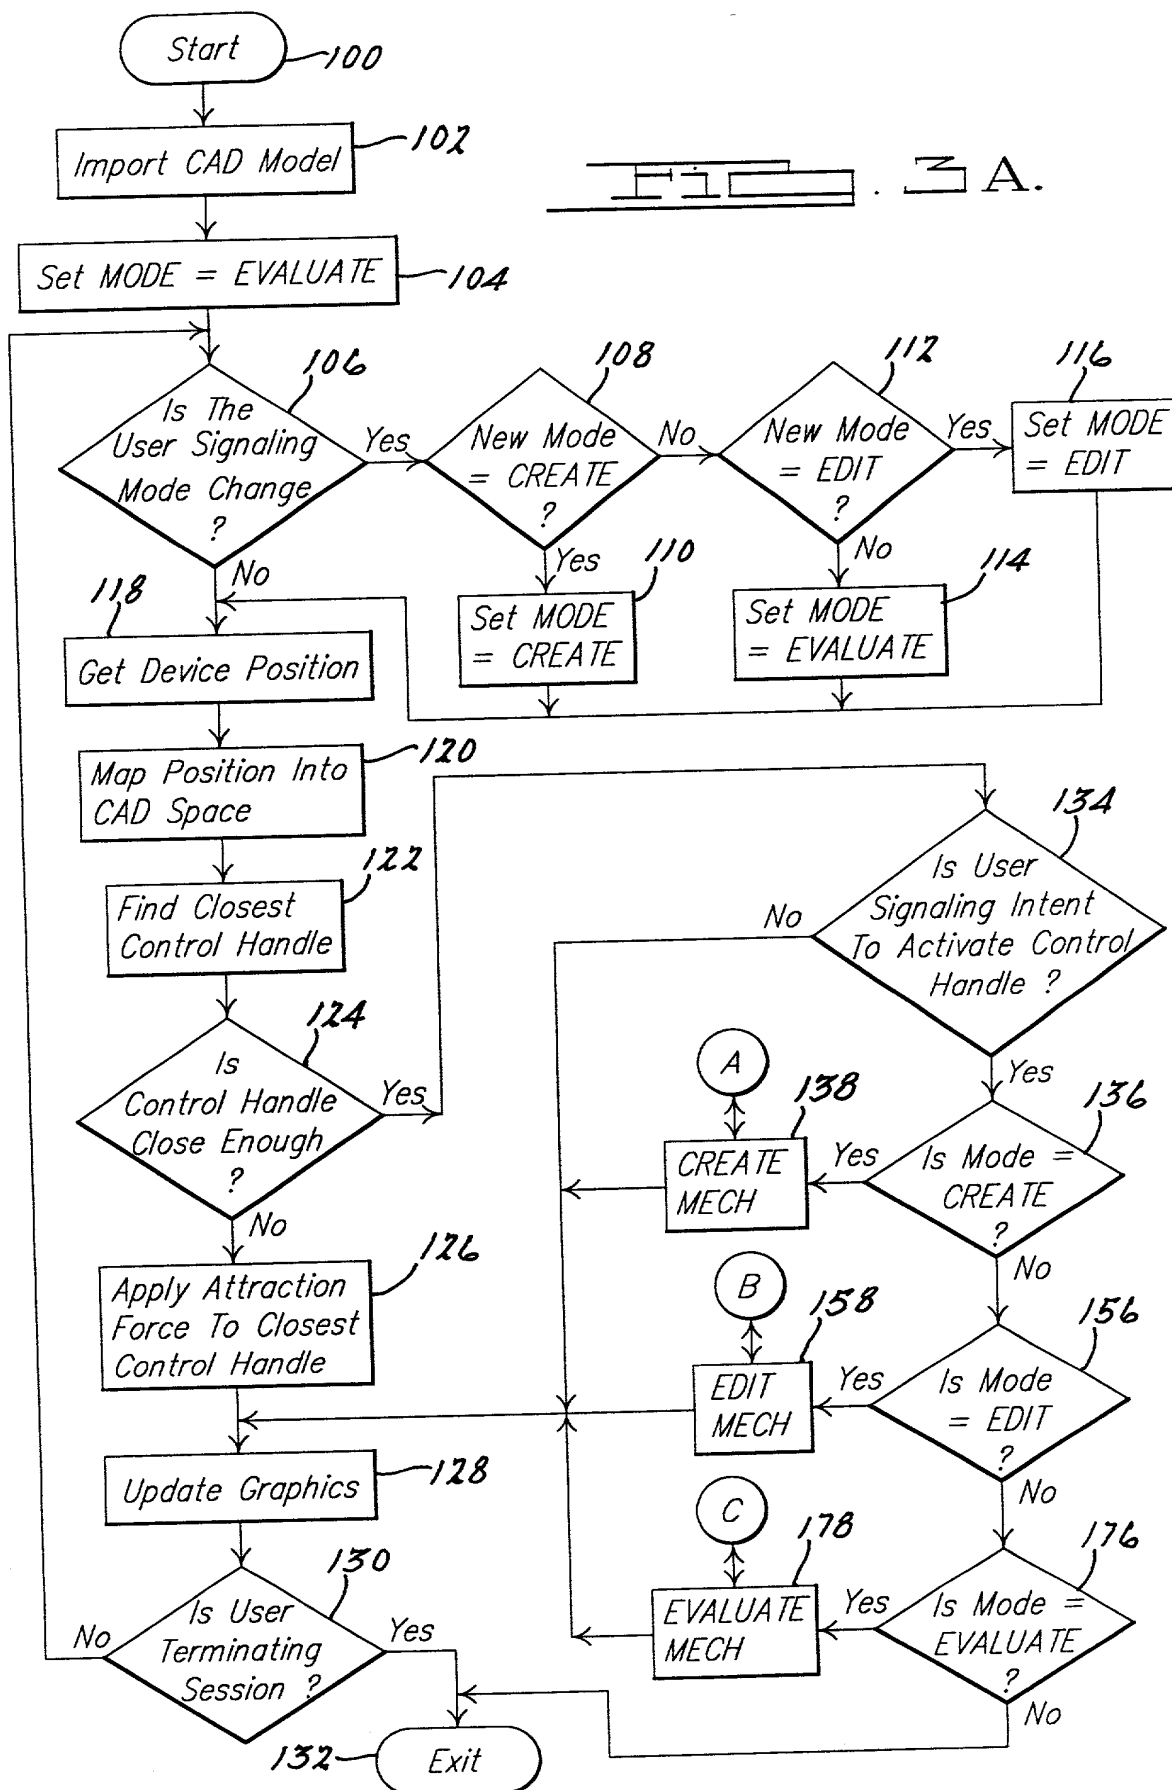 Start
100
Import CAD Model
102
FIG. 3A.
Set MODE = EVALUATE
104
106
Is The
User Signaling
Mode Change
?
Yes
108
New Mode
= CREATE
?
No
112
New Mode
= EDIT
?
Yes
116
Set MODE
= EDIT
No
Yes
110
Set MODE
= CREATE
No
114
Set MODE
= EVALUATE
118
Get Device Position
120
Map Position Into
CAD Space
122
Find Closest
Control Handle
124
Is
Control Handle
Close Enough
?
Yes
No
126
Apply Attraction
Force To Closest
Control Handle
128
Update Graphics
130
Is User
Terminating
Session ?
No
Yes
132
Exit
134
Is User
Signaling Intent
To Activate Control
Handle ?
No
Yes
136
Is Mode =
CREATE
?
Yes
No
A
138
CREATE
MECH
156
Is Mode
= EDIT
?
Yes
No
B
158
EDIT
MECH
176
Is Mode =
EVALUATE
?
Yes
No
C
178
EVALUATE
MECH